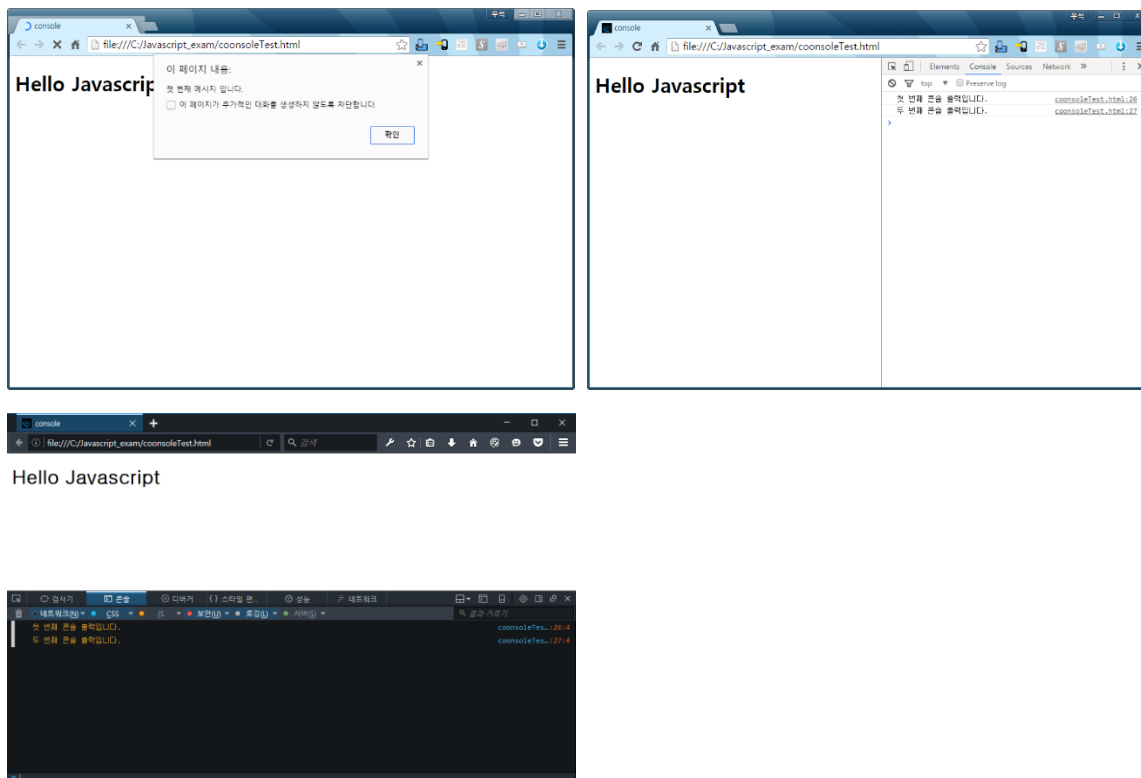 console
우석
file:///C:/Javascript_exam/coonsoleTest.html
Hello Javascrip
이 페이지 내용:
첫 번째 메시지 입니다.
이 페이지가 추가적인 대화를 생성하지 않도록 차단합니다.
확인
console
우석
file:///C:/Javascript_exam/coonsoleTest.html
Hello Javascript
Elements Console Sources Network
top Preserve log
첫 번째 콘솔 출력입니다. coonsoleTest.html:26
두 번째 콘솔 출력입니다. coonsoleTest.html:27
console
file:///C:/Javascript_exam/coonsoleTest.html 검색
Hello Javascript
검사기 콘솔 디버거 {} 스타일 편... 성능 네트워크
네트워크(N) CSS JS 보안(U) 로깅(L) 서버(S) 결과 거르기
첫 번째 콘솔 출력입니다. coonsoleTes…:26:4
두 번째 콘솔 출력입니다. coonsoleTes…:27:4